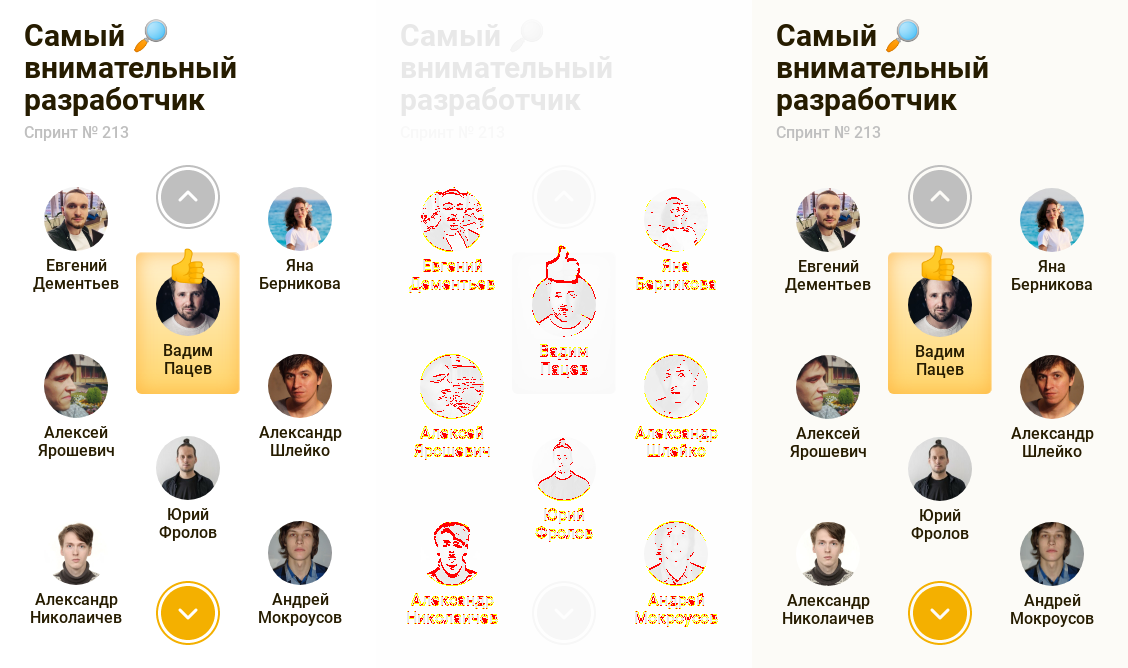 Самый 🔎
внимательный
разработчик
Спринт № 213
Евгений
Дементьев
Яна
Берникова
Вадим
Пацев
Алексей
Ярошевич
Александр
Шлейко
Юрий
Фролов
Александр
Николаичев
Андрей
Мокроусов
Самый
внимательный
разработчик
Спринт № 213
Евгений
Дементьев
Яна
Берникова
Вадим
Пацев
Алексей
Ярошевич
Александр
Шлейко
Юрий
Фролов
Александр
Николаичев
Андрей
Мокроусов
Самый 🔎
внимательный
разработчик
Спринт № 213
Евгений
Дементьев
Яна
Берникова
Вадим
Пацев
Алексей
Ярошевич
Александр
Шлейко
Юрий
Фролов
Александр
Николаичев
Андрей
Мокроусов